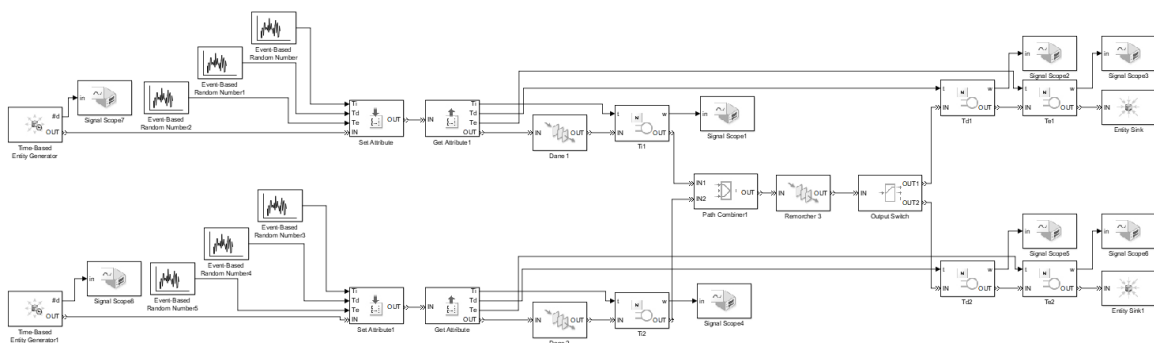 Event-Based
Random Number
Event-Based
Random Number1
Event-Based
Random Number2
in
Signal Scope7
#d
OUT
Time-Based
Entity Generator
Ti
Td
Te
IN
OUT
Set Attribute
IN
Ti
Td
Te
OUT
Get Attribute1
IN
OUT
Dane 1
t
IN
w
OUT
Ti1
in
Signal Scope1
IN1
IN2
OUT
Path Combiner1
IN
OUT
Remorcher 3
IN
OUT1
OUT2
Output Switch
in
Signal Scope2
in
Signal Scope3
t
IN
w
OUT
Td1
t
IN
w
OUT
Te1
IN
Entity Sink
Event-Based
Random Number3
Event-Based
Random Number4
Event-Based
Random Number5
in
Signal Scope8
#d
OUT
Time-Based
Entity Generator1
Ti
Td
Te
IN
OUT
Set Attribute1
IN
Ti
Td
Te
OUT
Get Attribute
IN
OUT
t
IN
w
OUT
Ti2
in
Signal Scope4
in
Signal Scope5
in
Signal Scope6
t
IN
w
OUT
Td2
t
IN
w
OUT
Te2
IN
Entity Sink1